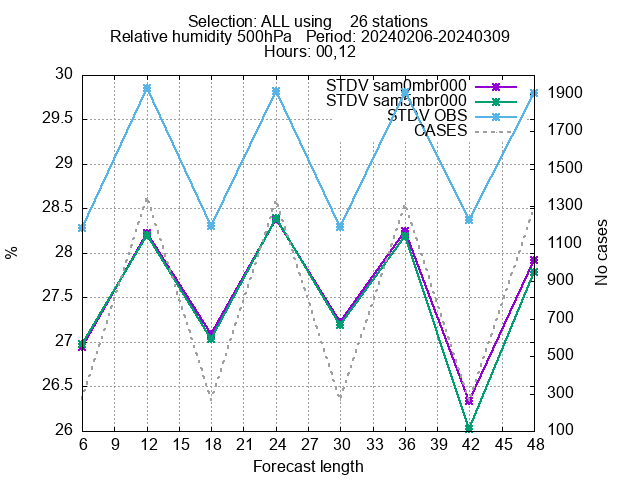 Selection: ALL using    26 stations
Relative humidity 500hPa   Period: 20240206-20240309
Hours: 00,12
STDV sam0mbr000
STDV sam5mbr000
STDV OBS
CASES
30
29.5
29
28.5
28
27.5
27
26.5
26
%
1900
1700
1500
1300
1100
900
700
500
300
100
No cases
6 9 12 15 18 21 24 27 30 33 36 39 42 45 48
Forecast length